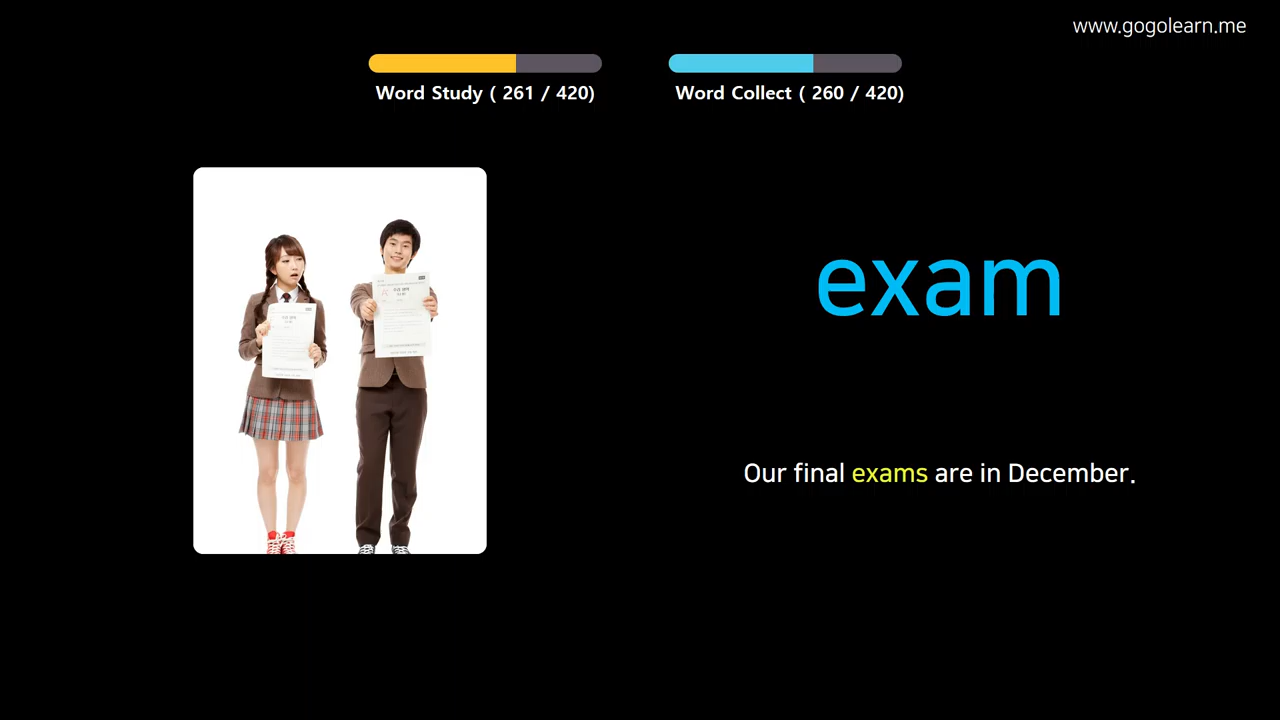 www.gogolearn.me
Word Study ( 261 / 420)
Word Collect ( 260 / 420)
exam
Our final exams are in December.